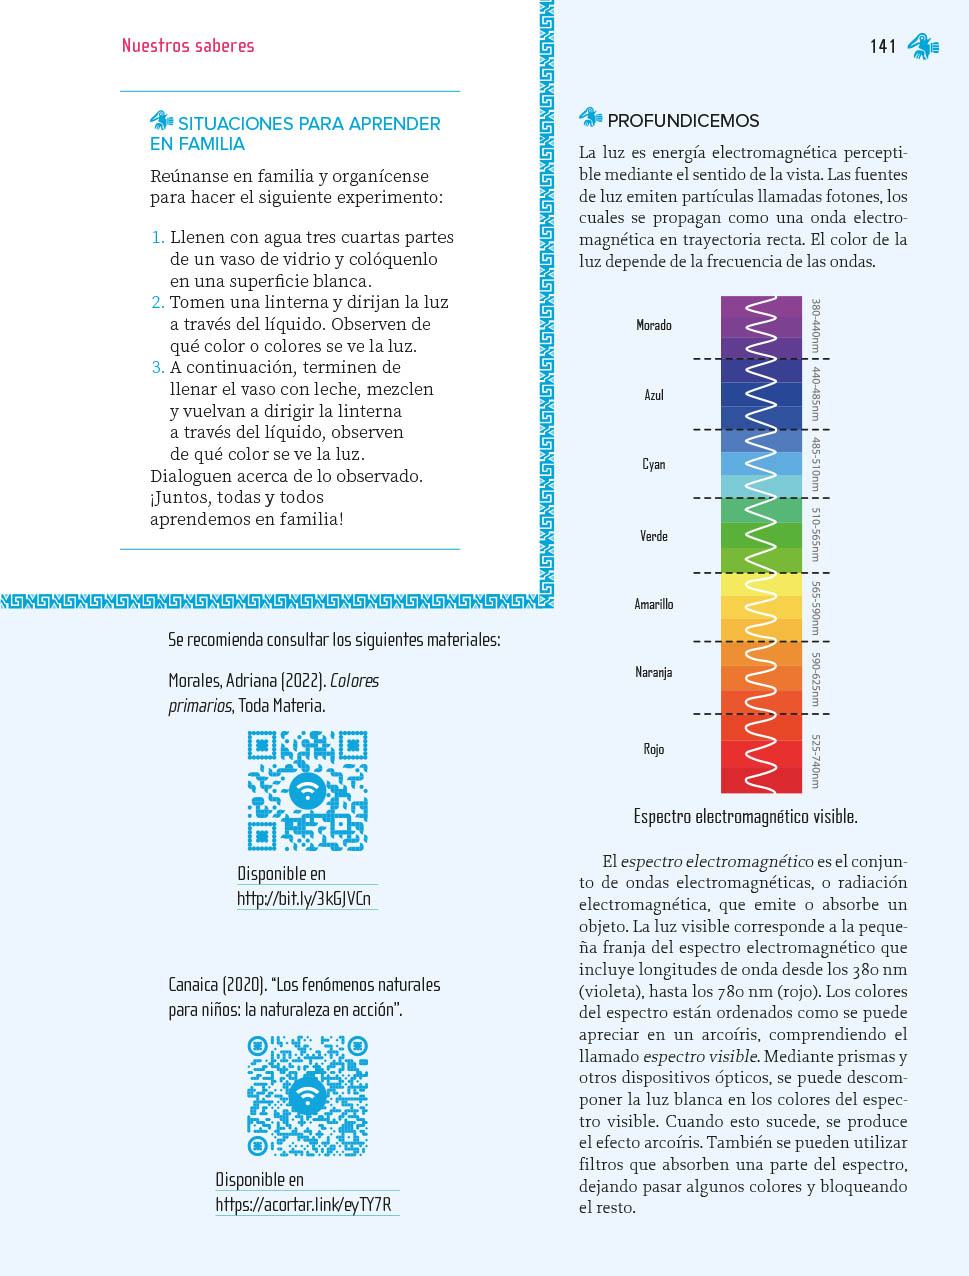 Nuestros saberes
141
SITUACIONES PARA APRENDER
EN FAMILIA
Reúnanse en familia y organícense
para hacer el siguiente experimento:
1. Llenen con agua tres cuartas partes
de un vaso de vidrio y colóquenlo
en una superficie blanca.
2. Tomen una linterna y dirijan la luz
a través del líquido. Observen de
qué color o colores se ve la luz.
3. A continuación, terminen de
llenar el vaso con leche, mezclen
y vuelvan a dirigir la linterna
a través del líquido, observen
de qué color se ve la luz.
Dialoguen acerca de lo observado.
¡Juntos, todas y todos
aprendemos en familia!
Se recomienda consultar los siguientes materiales:
Morales, Adriana (2022). Colores
primarios, Toda Materia.
Disponible en
http://bit.ly/3kGJVCn
Canaica (2020). “Los fenómenos naturales
para niños: la naturaleza en acción”.
Disponible en
https://acortar.link/eyTY7R
PROFUNDICEMOS
La luz es energía electromagnética percepti-
ble mediante el sentido de la vista. Las fuentes
de luz emiten partículas llamadas fotones, los
cuales se propagan como una onda electro-
magnética en trayectoria recta. El color de la
luz depende de la frecuencia de las ondas.
Morado
380-440nm
Azul
440-485nm
Cyan
485-510nm
Verde
510-565nm
Amarillo
565-590nm
Naranja
590-625nm
Rojo
525-740nm
Espectro electromagnético visible.
El espectro electromagnético es el conjun-
to de ondas electromagnéticas, o radiación
electromagnética, que emite o absorbe un
objeto. La luz visible corresponde a la peque-
ña franja del espectro electromagnético que
incluye longitudes de onda desde los 380 nm
(violeta), hasta los 780 nm (rojo). Los colores
del espectro están ordenados como se puede
apreciar en un arcoíris, comprendiendo el
llamado espectro visible. Mediante prismas y
otros dispositivos ópticos, se puede descom-
poner la luz blanca en los colores del espec-
tro visible. Cuando esto sucede, se produce
el efecto arcoíris. También se pueden utilizar
filtros que absorben una parte del espectro,
dejando pasar algunos colores y bloqueando
el resto.